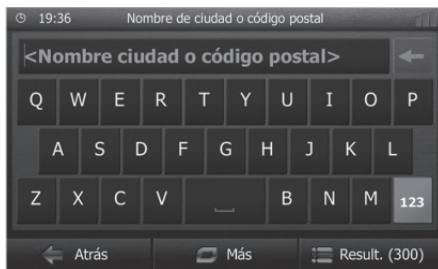 19:36 Nombre de ciudad o código postal
<Nombre ciudad o código postal>
Q W E R T Y U I O P
A S D F G H J K L
Z X C V B N M 123
Atrás Más Result. (300)